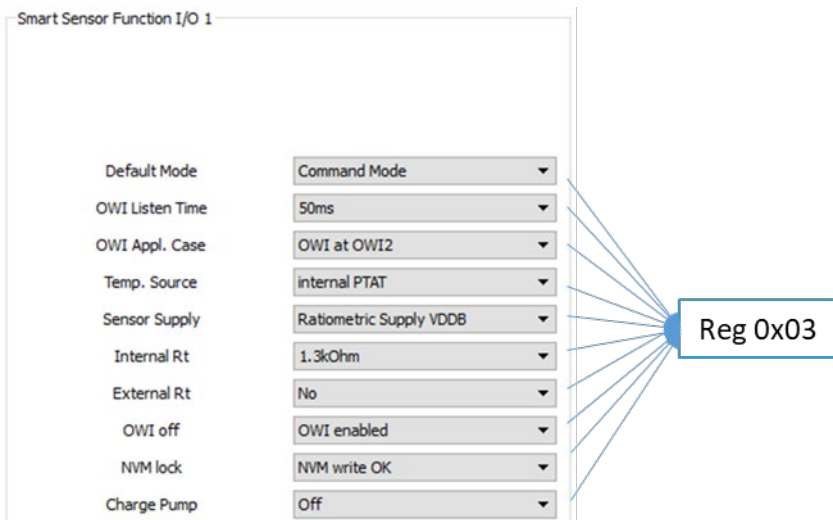 Smart Sensor Function I/O 1
Default Mode Command Mode
OWI Listen Time 50ms
OWI Appl. Case OWI at OWI2
Temp. Source internal PTAT
Sensor Supply Ratiometric Supply VDDB
Reg 0x03
Internal Rt 1.3kOhm
External Rt No
OWI off OWI enabled
NVM lock NVM write OK
Charge Pump Off